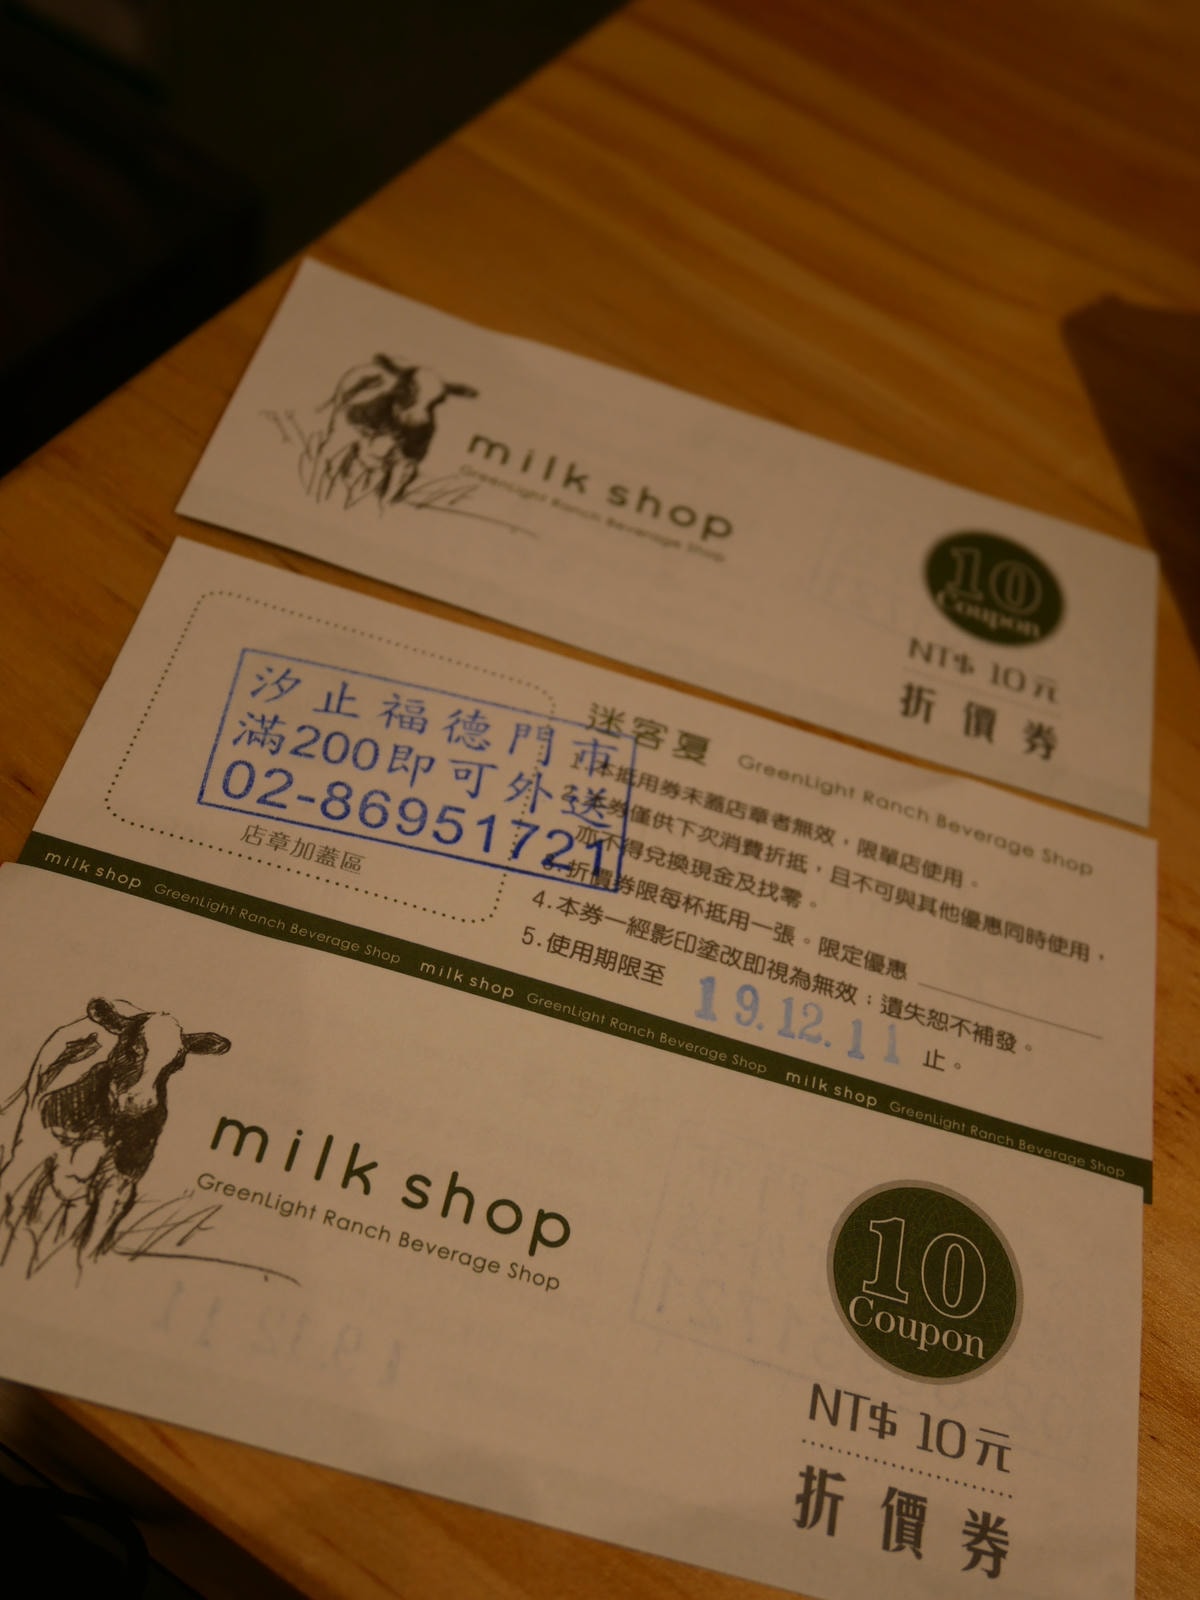 milk shop
GreenLight Ranch Beverage Shop
10
Coupon
NT$ 10元
折價券
汐止福德門市
滿200即可外送
02-86951721
店章加蓋區
迷客夏 GreenLight Ranch Beverage Shop
1.本抵用券未蓋店章者無效，限單店使用。
2.本券僅供下次消費折抵，且不可與其他優惠同時使用，
亦不得兌換現金及找零。
3.折價券限每杯抵用一張。限定優惠
4.本券一經影印塗改即視為無效；遺失恕不補發。
5.使用期限至 19.12.11 止。
milk shop GreenLight Ranch Beverage Shop milk shop GreenLight Ranch Beverage Shop milk shop GreenLight Ranch Beverage Shop
milk shop
GreenLight Ranch Beverage Shop
10
Coupon
NT$ 10元
折價券